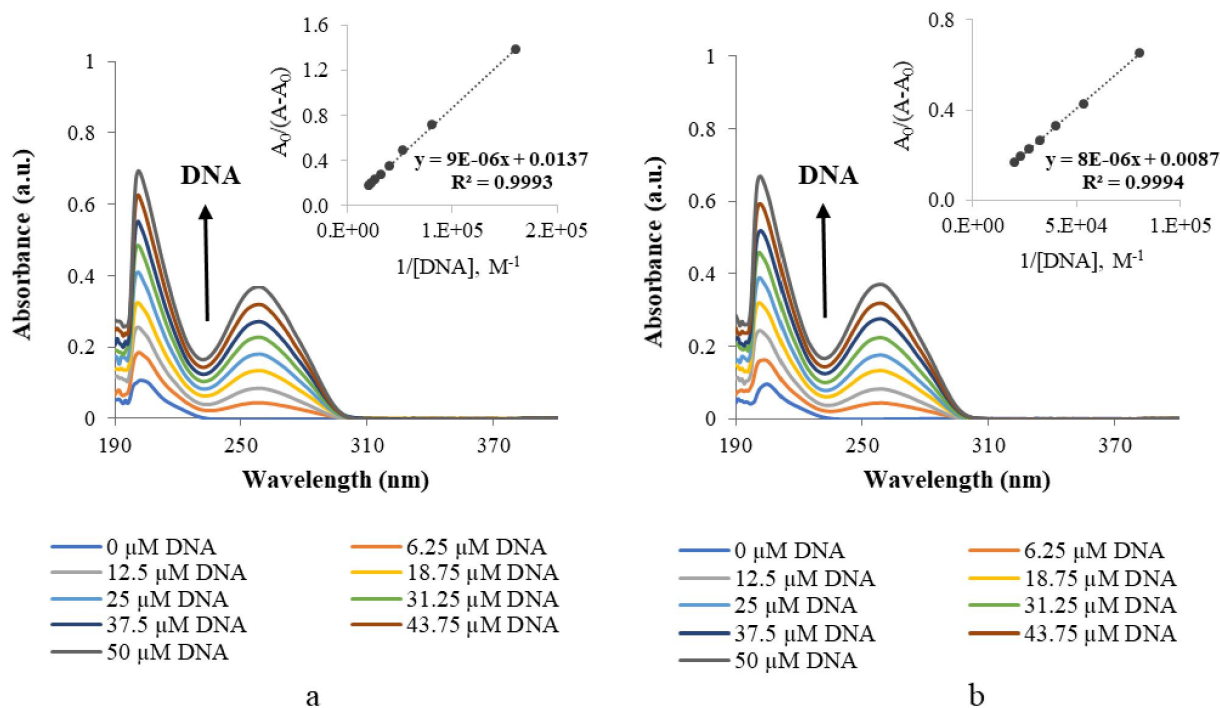 1
0.8
0.6
0.4
0.2
0
Absorbance (a.u.)
190
250
310
370
Wavelength (nm)
DNA
1.6
1.2
0.8
0.4
0.0
A₀/(A-A₀)
y = 9E-06x + 0.0137
R² = 0.9993
0.E+00
1.E+05
2.E+05
1/[DNA], M⁻¹
0 µM DNA
6.25 µM DNA
12.5 µM DNA
18.75 µM DNA
25 µM DNA
31.25 µM DNA
37.5 µM DNA
43.75 µM DNA
50 µM DNA
a
1
0.8
0.6
0.4
0.2
0
Absorbance (a.u.)
190
250
310
370
Wavelength (nm)
DNA
0.8
0.4
0.0
A₀/(A-A₀)
y = 8E-06x + 0.0087
R² = 0.9994
0.E+00
5.E+04
1.E+05
1/[DNA], M⁻¹
0 µM DNA
6.25 µM DNA
12.5 µM DNA
18.75 µM DNA
25 µM DNA
31.25 µM DNA
37.5 µM DNA
43.75 µM DNA
50 µM DNA
b